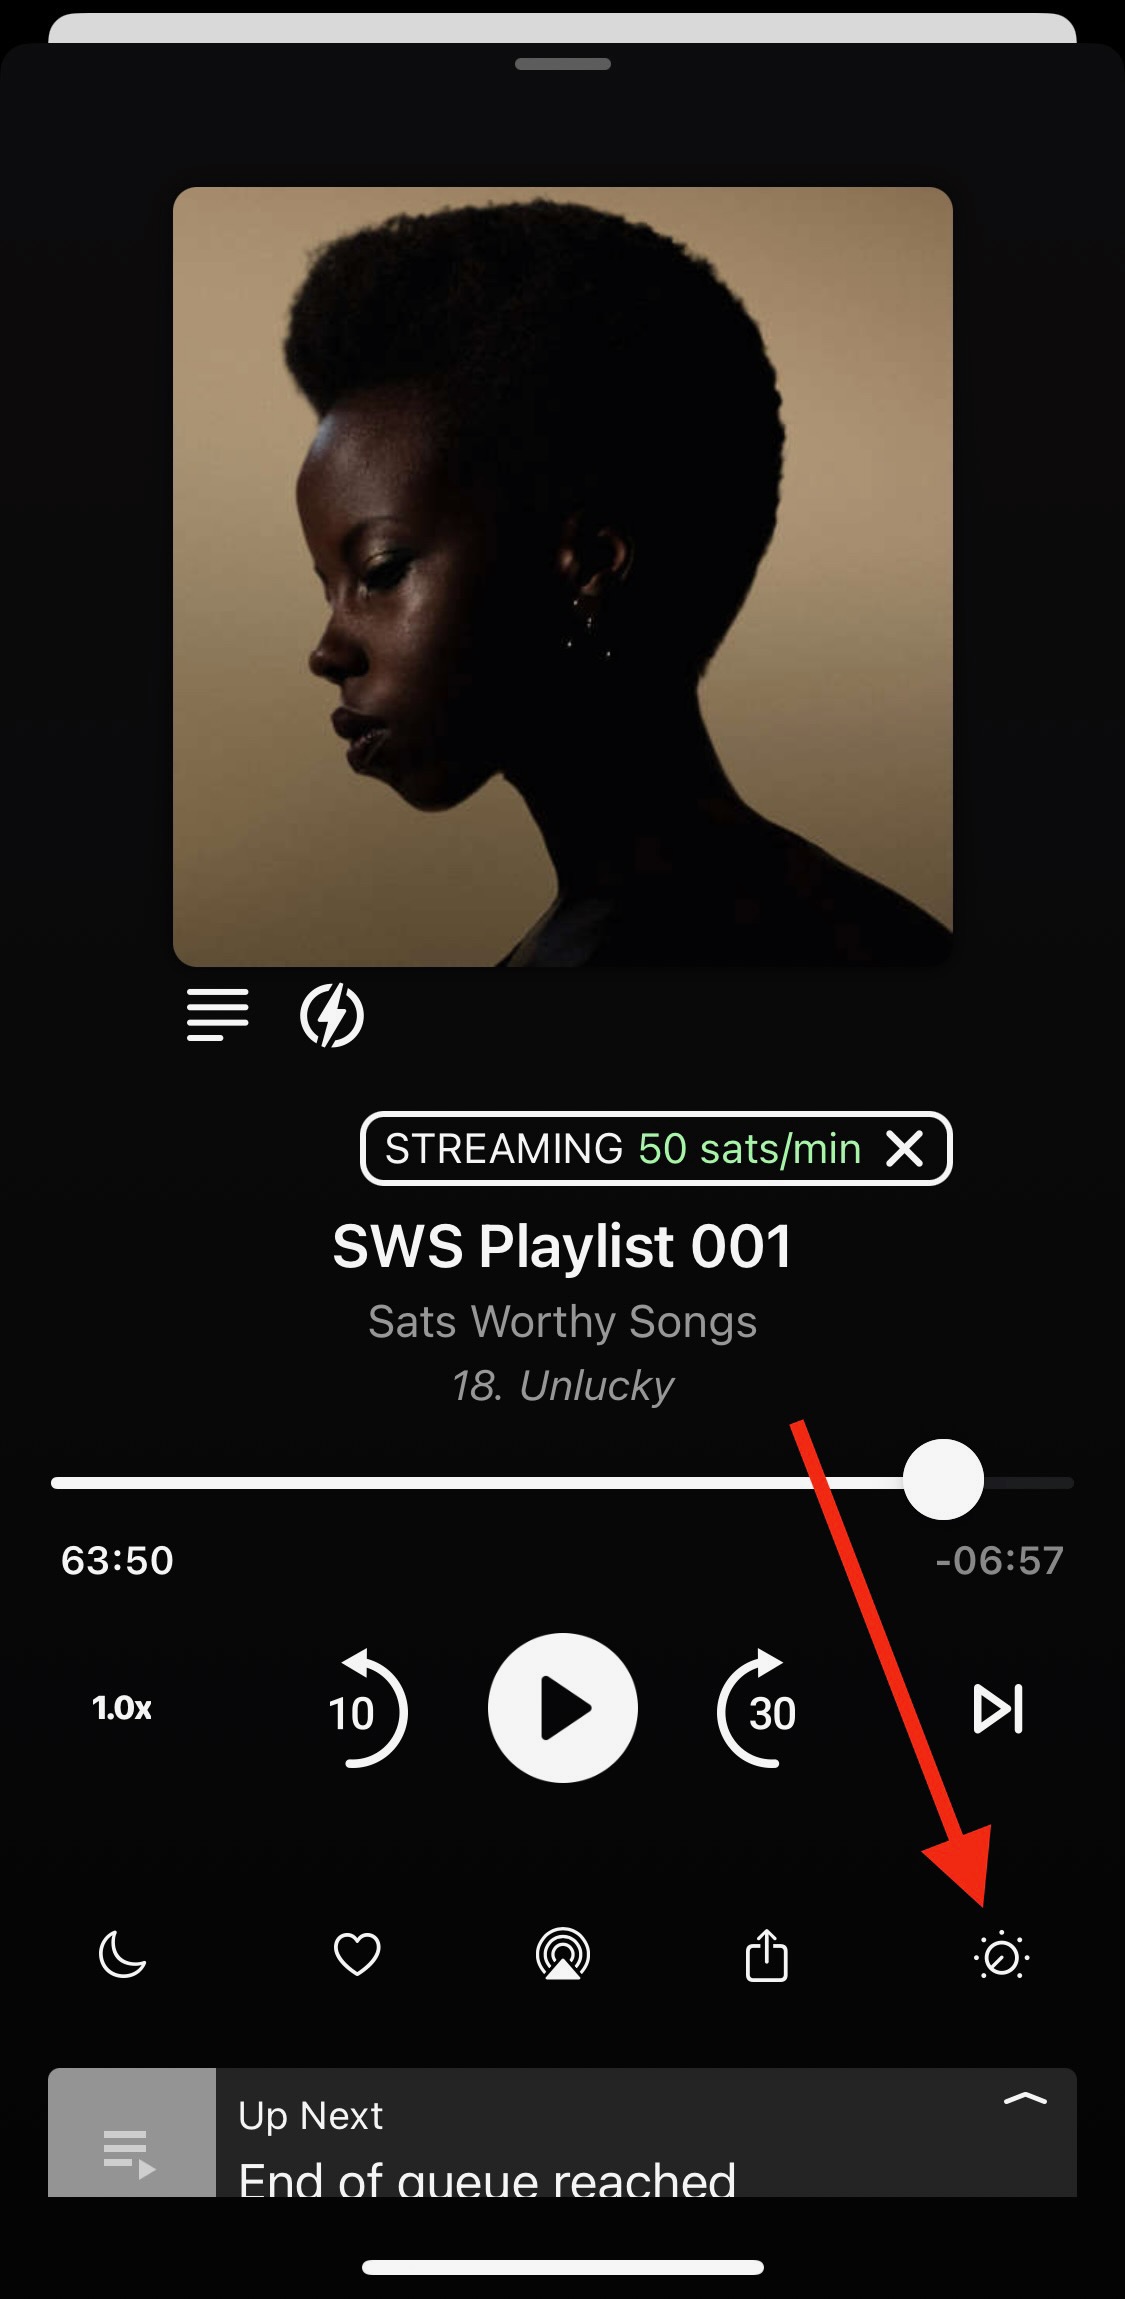 STREAMING 50 sats/min
SWS Playlist 001
Sats Worthy Songs
18. Unlucky
63:50
-06:57
1.0x
10
30
Up Next
End of queue reached